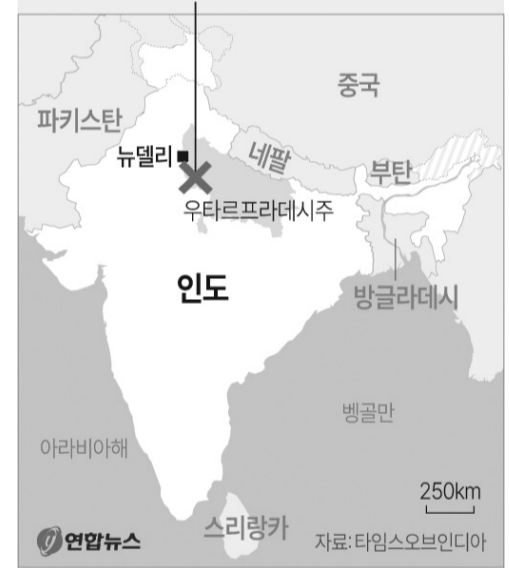 중국
파키스탄
뉴델리
네팔
부탄
우타르프라데시주
인도
방글라데시
벵골만
아라비아해
250km
스리랑카
연합뉴스
자료:타임스오브인디아